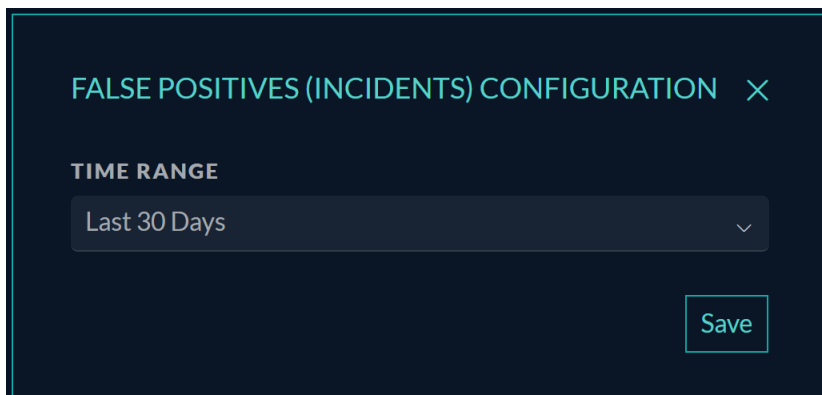 FALSE POSITIVES (INCIDENTS) CONFIGURATION
TIME RANGE
Last 30 Days
Save